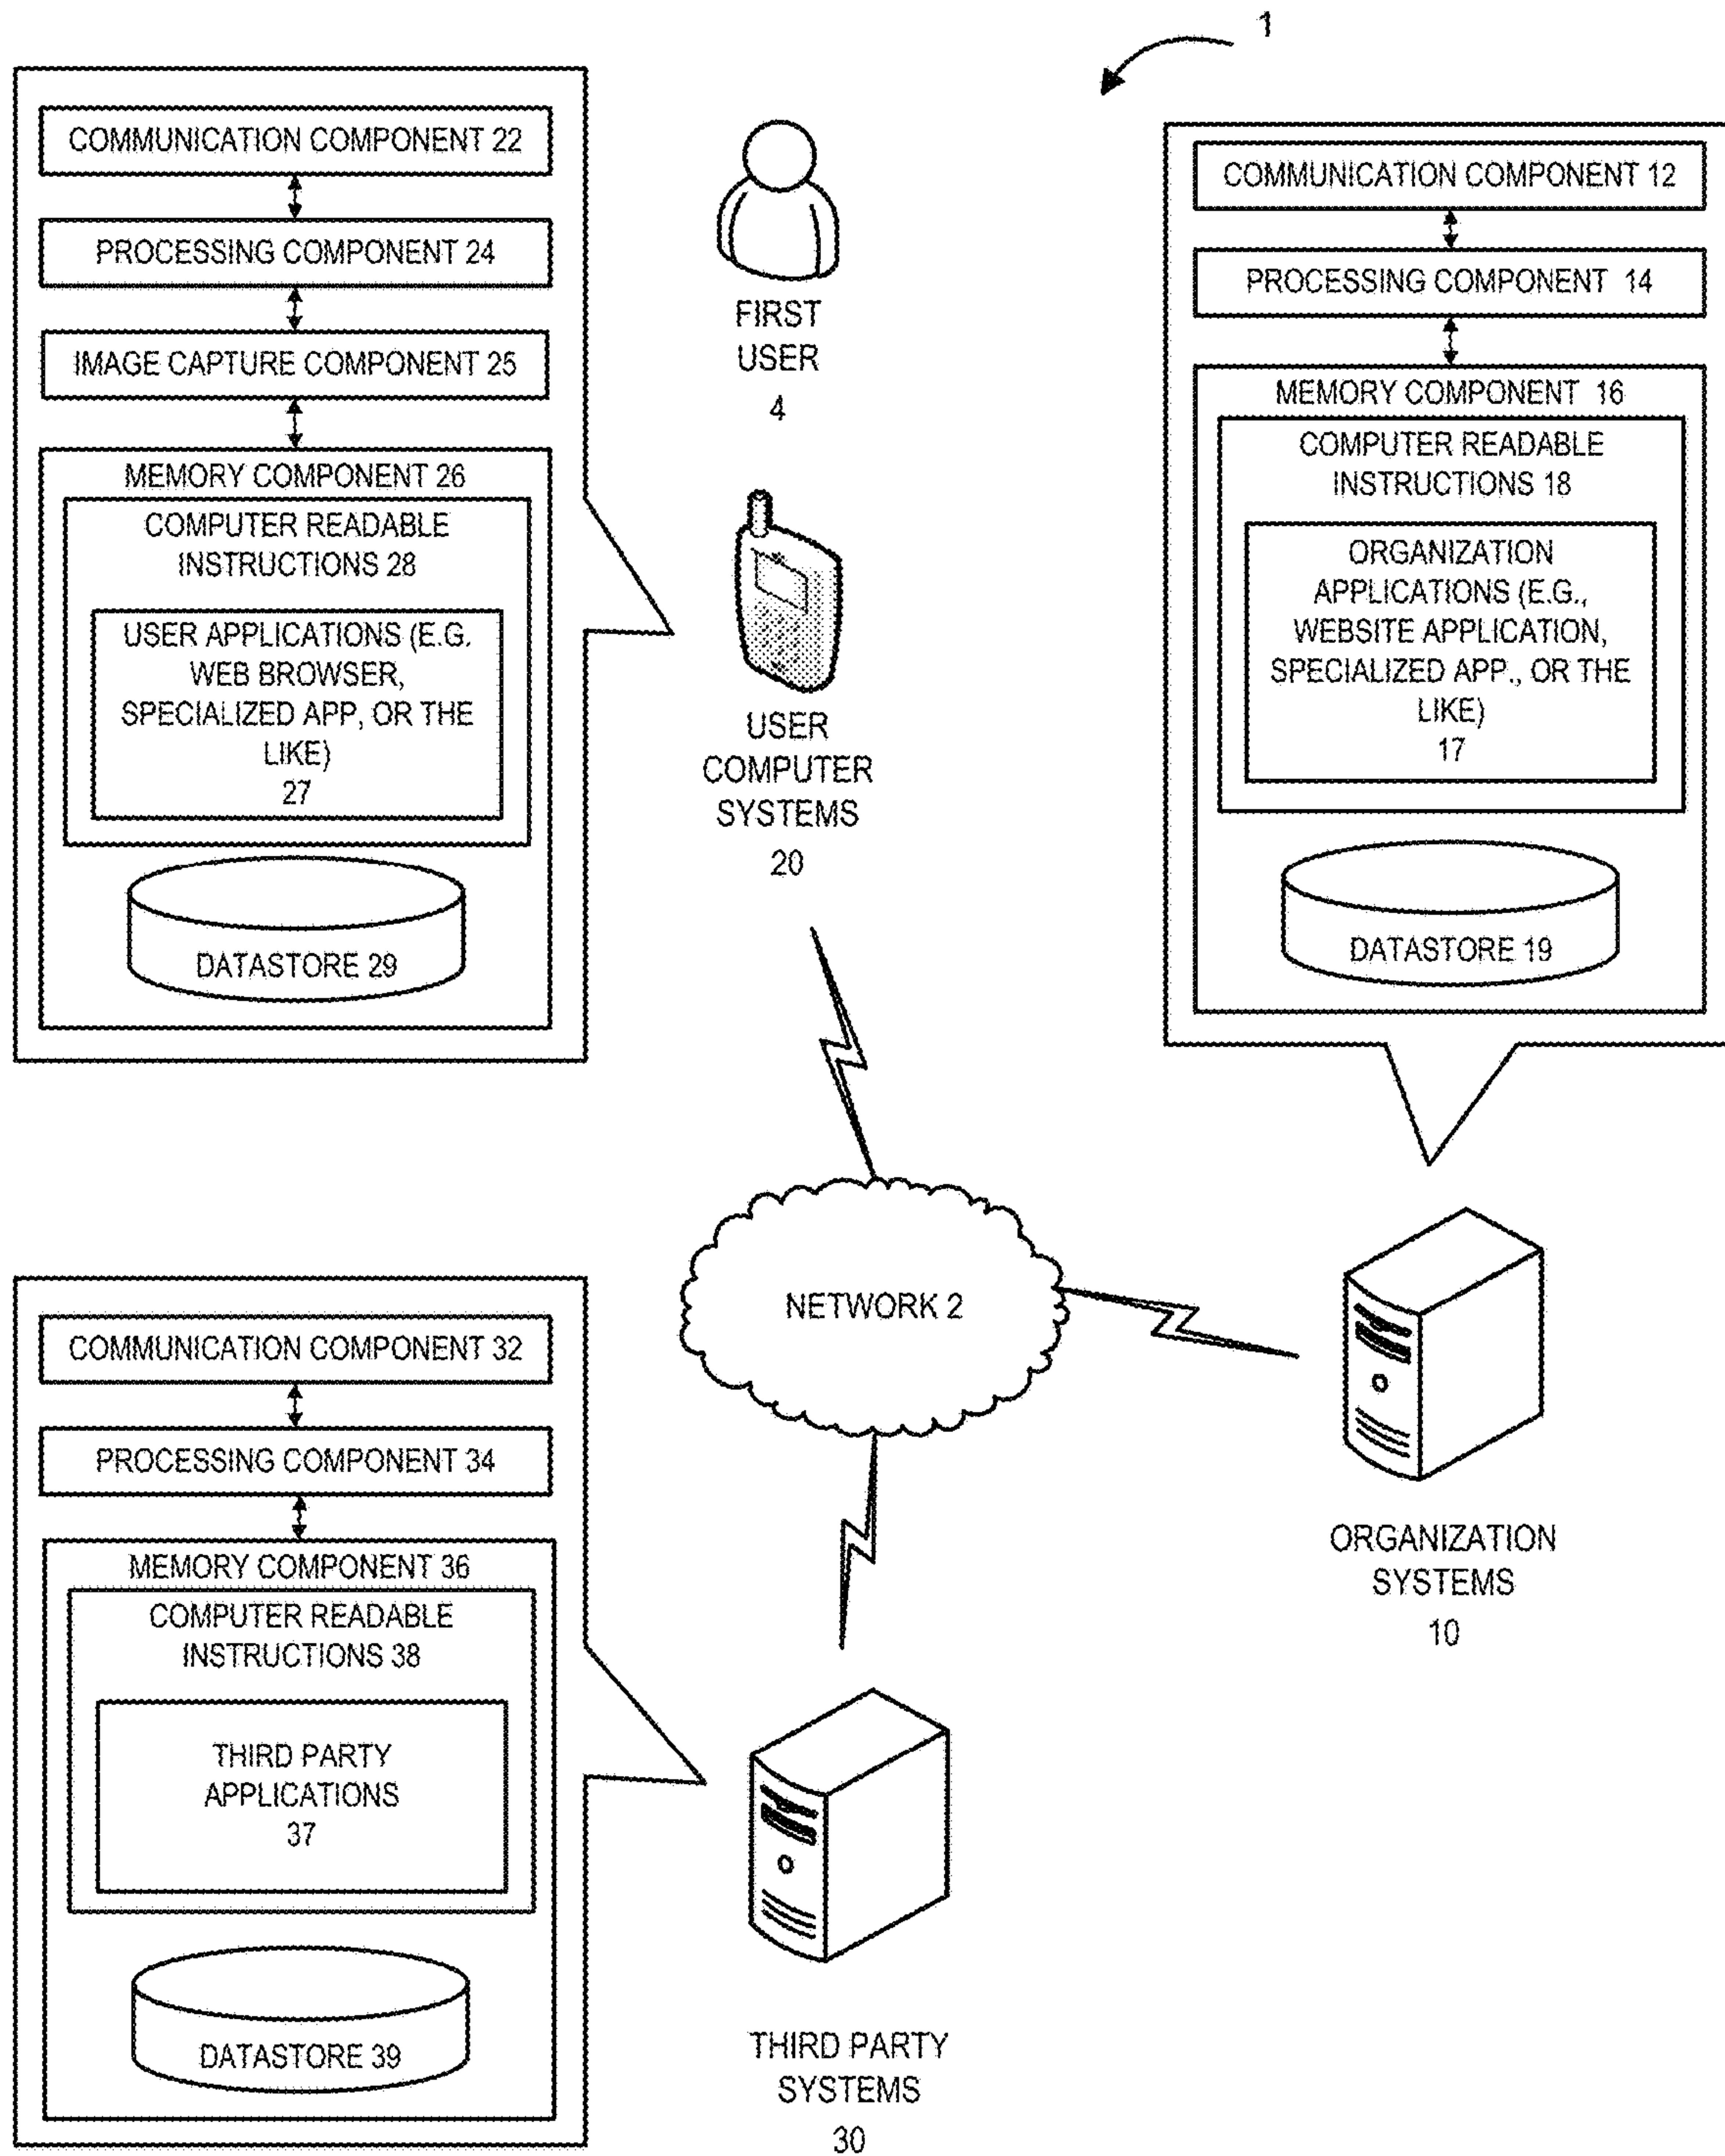 1
COMMUNICATION COMPONENT 22
PROCESSING COMPONENT 24
IMAGE CAPTURE COMPONENT 25
MEMORY COMPONENT 26
COMPUTER READABLE
INSTRUCTIONS 28
USER APPLICATIONS (E.G.
WEB BROWSER,
SPECIALIZED APP, OR THE
LIKE)
27
DATASTORE 29
FIRST
USER
4
USER
COMPUTER
SYSTEMS
20
COMMUNICATION COMPONENT 12
PROCESSING COMPONENT 14
MEMORY COMPONENT 16
COMPUTER READABLE
INSTRUCTIONS 18
ORGANIZATION
APPLICATIONS (E.G.,
WEBSITE APPLICATION,
SPECIALIZED APP., OR THE
LIKE)
17
DATASTORE 19
NETWORK 2
ORGANIZATION
SYSTEMS
10
COMMUNICATION COMPONENT 32
PROCESSING COMPONENT 34
MEMORY COMPONENT 36
COMPUTER READABLE
INSTRUCTIONS 38
THIRD PARTY
APPLICATIONS
37
DATASTORE 39
THIRD PARTY
SYSTEMS
30